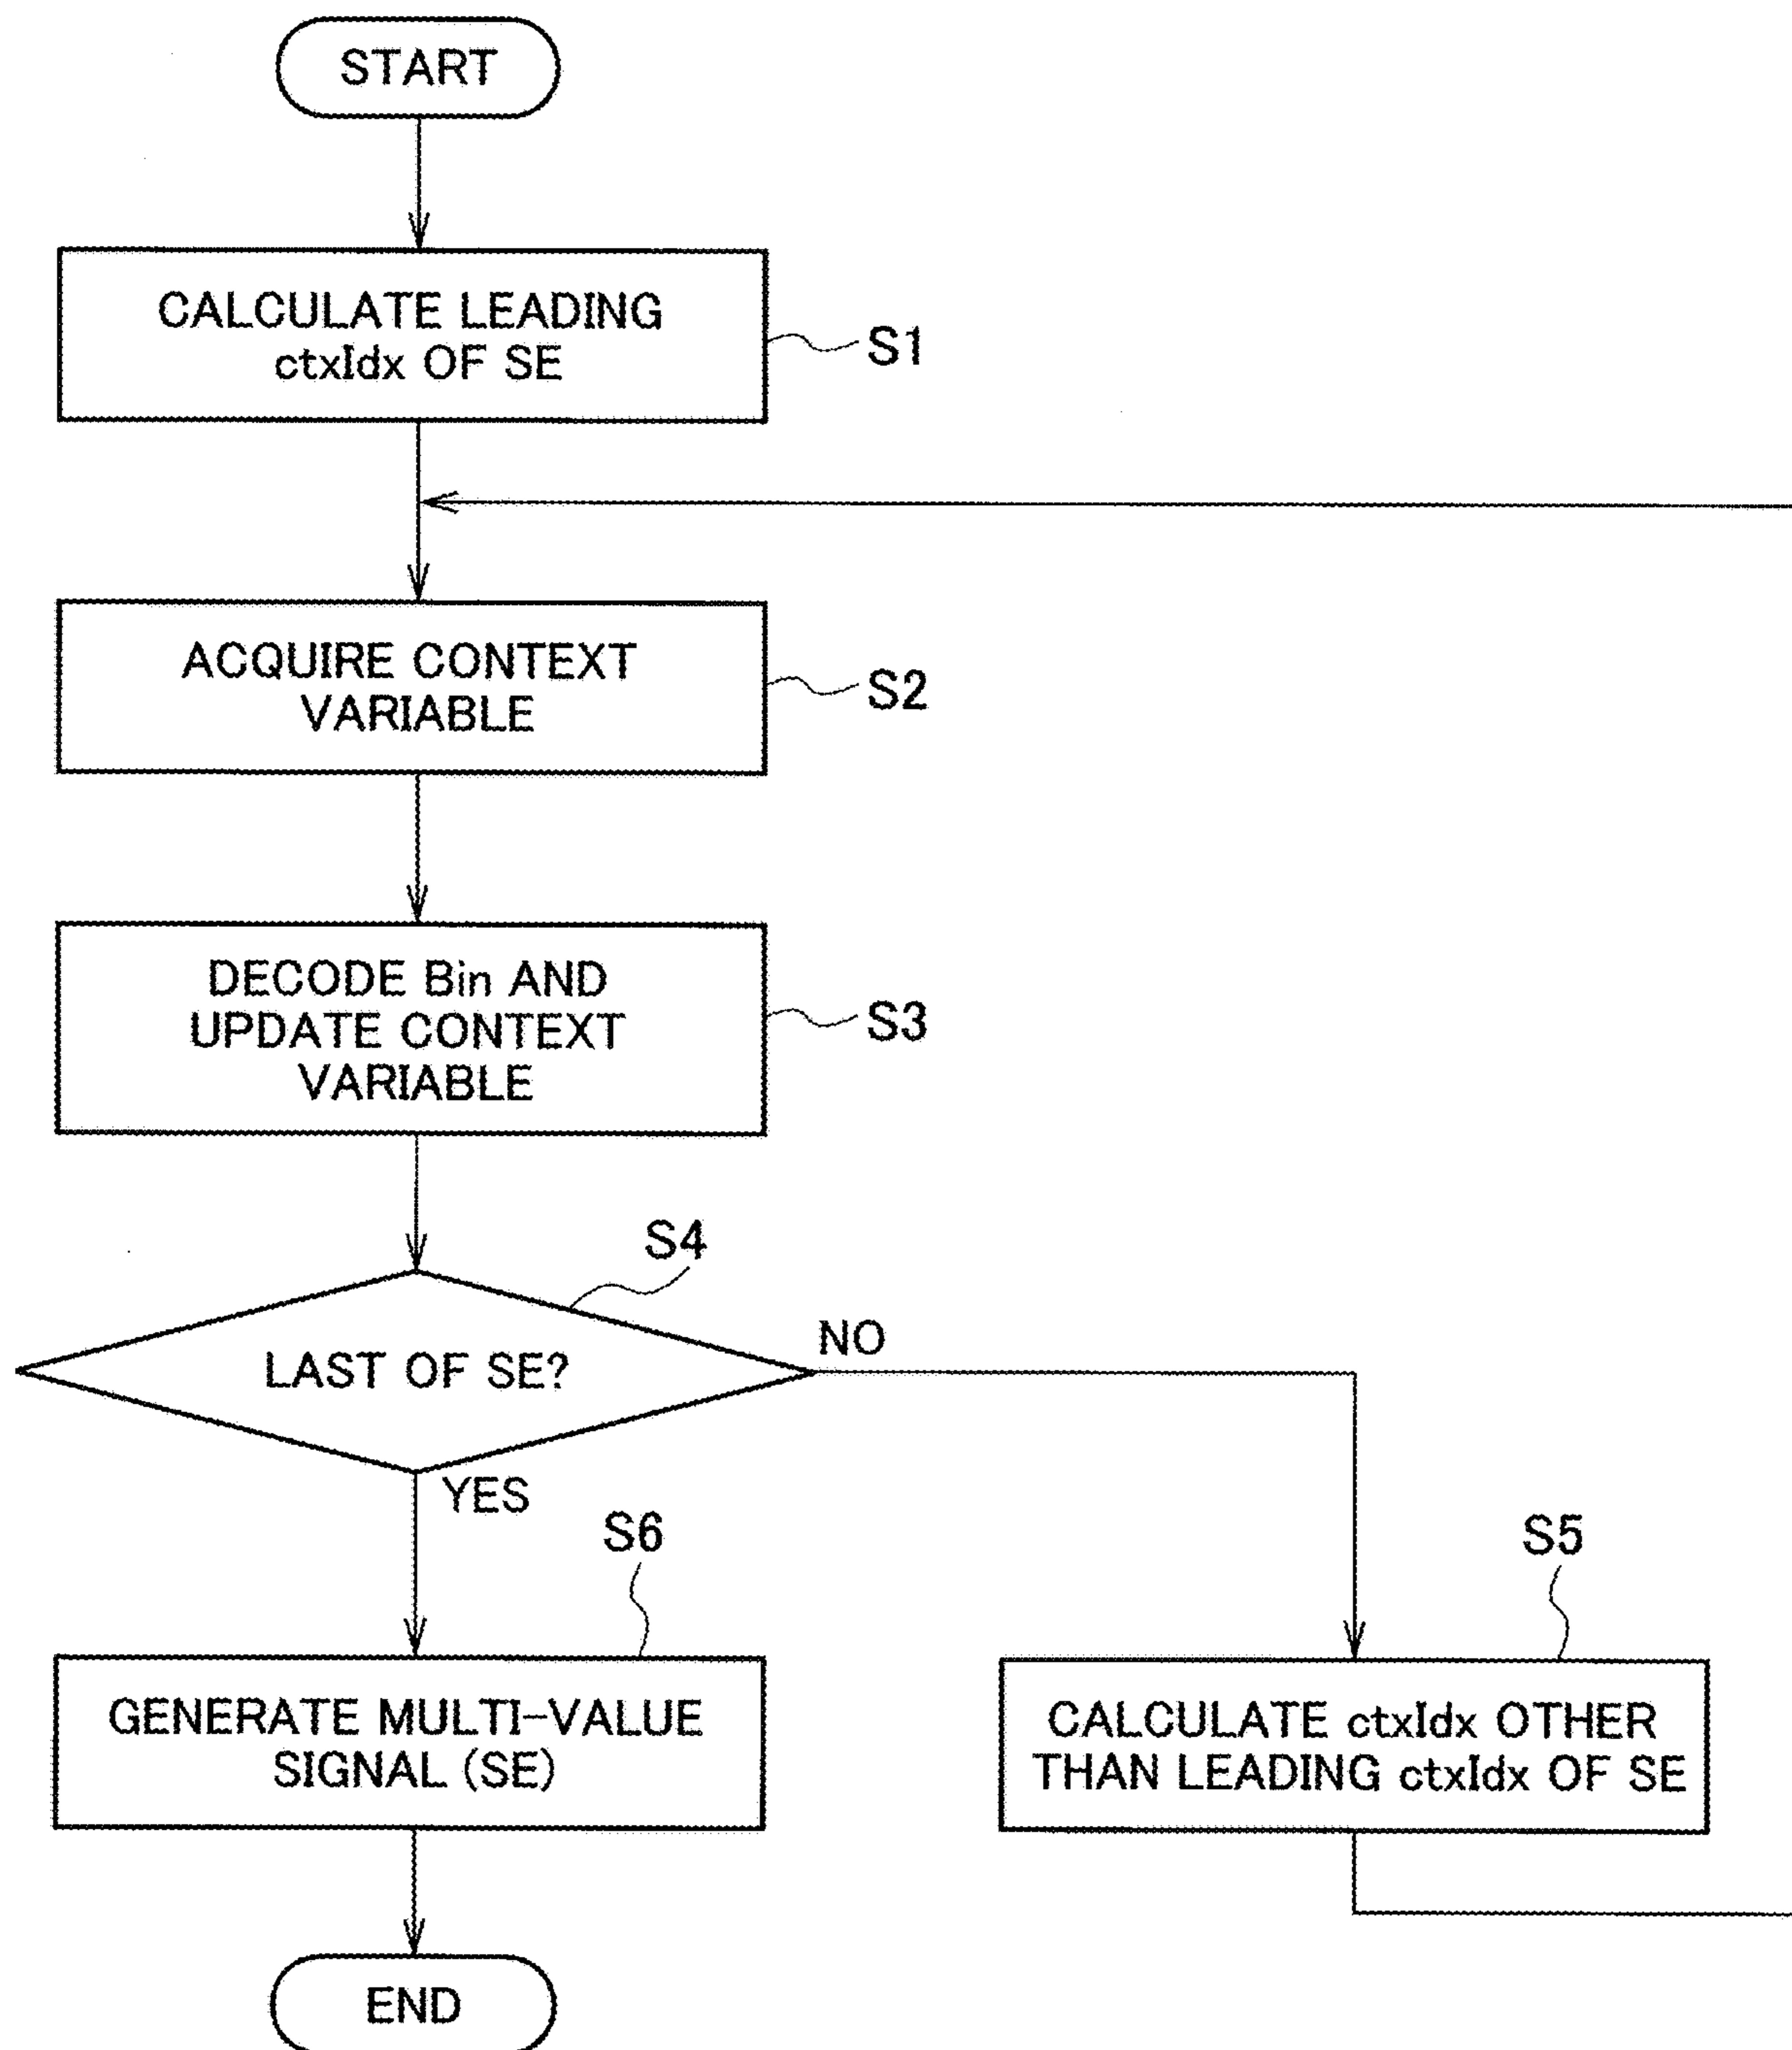 START
CALCULATE LEADING
ctxIdx OF SE
S1
ACQUIRE CONTEXT
VARIABLE
S2
DECODE Bin AND
UPDATE CONTEXT
VARIABLE
S3
S4
LAST OF SE?
NO
YES
S6
GENERATE MULTI-VALUE
SIGNAL (SE)
S5
CALCULATE ctxIdx OTHER
THAN LEADING ctxIdx OF SE
END